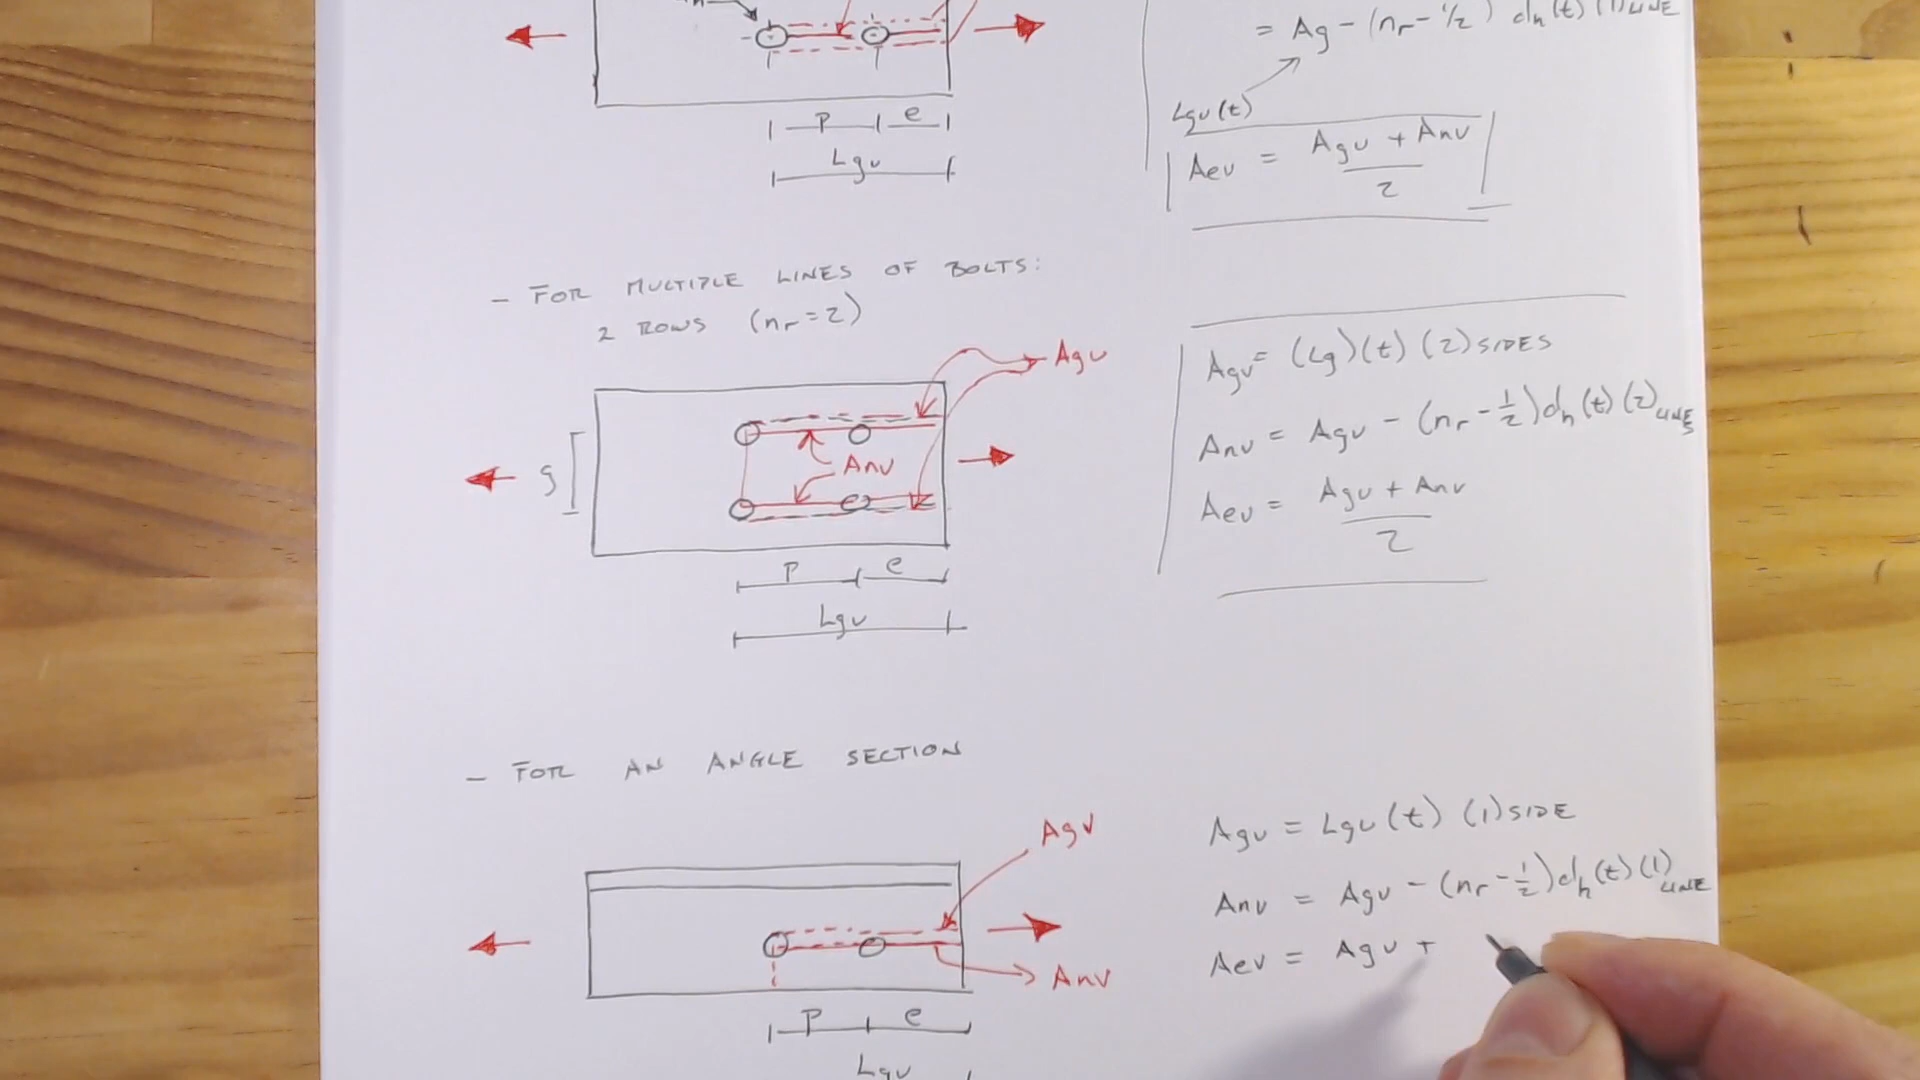 = Ag - (nr - 1/2) dh (t) (1) LINE
Lgv (t)
P e
Lgv
Aev = Agv + Anv
2
- FOR MULTIPLE LINES OF BOLTS:
2 ROWS (nr = 2)
Agv
Anv
g
P e
Lgv
Agv = (Lg)(t) (2) SIDES
Anv = Agv - (nr - 1/2) dh (t) (2) LINES
Aev = Agv + Anv
2
- FOR AN ANGLE SECTION
Agv
Anv
P e
Lgv
Agv = Lgv (t) (1) SIDE
Anv = Agv - (nr - 1/2) dh (t) (1) LINE
Aev = Agv +